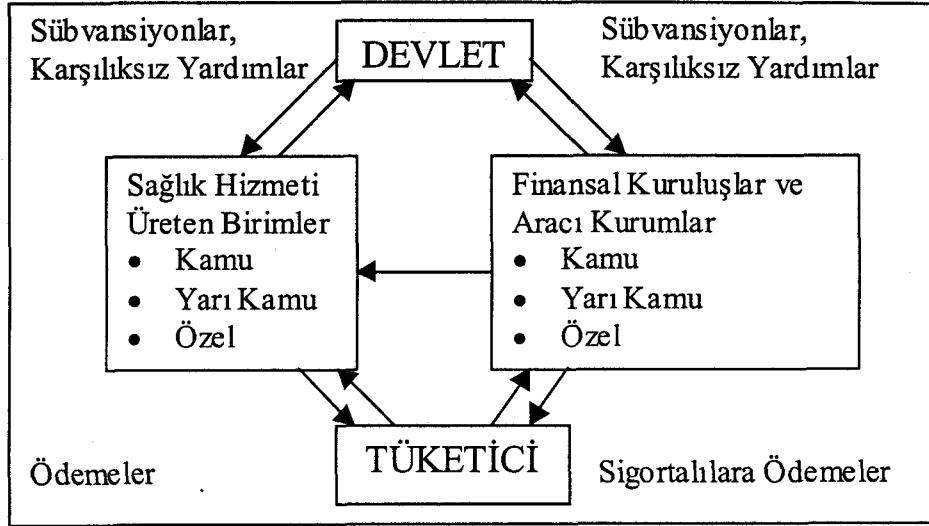 Sübvansiyonlar,
Karşılıksız Yardımlar
DEVLET
Sübvansiyonlar,
Karşılıksız Yardımlar
Sağlık Hizmeti
Üreten Birimler
• Kamu
• Yarı Kamu
• Özel
Finansal Kuruluşlar ve
Aracı Kurumlar
• Kamu
• Yarı Kamu
• Özel
Ödemeler
TÜKETİCİ
Sigortalılara Ödemeler